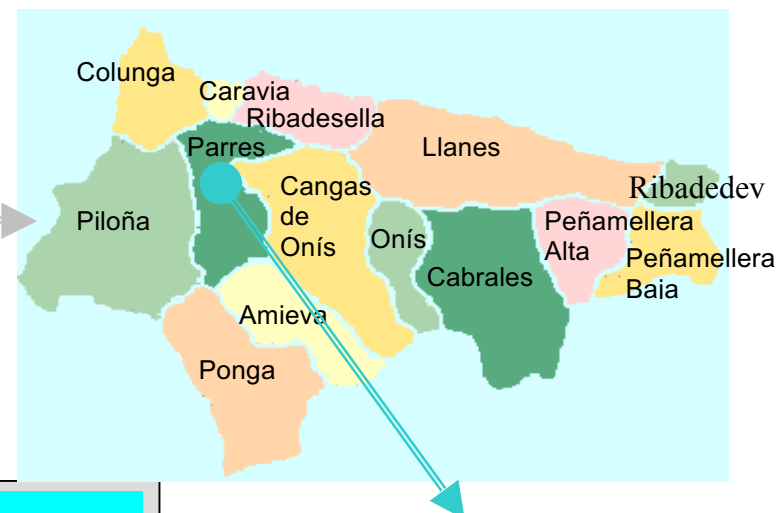 Colunga
Caravia
Ribadesella
Parres
Llanes
Cangas
de
Onís
Ribadedev
Piloña
Onís
Peñamellera
Alta
Peñamellera
Baia
Cabrales
Amieva
Ponga